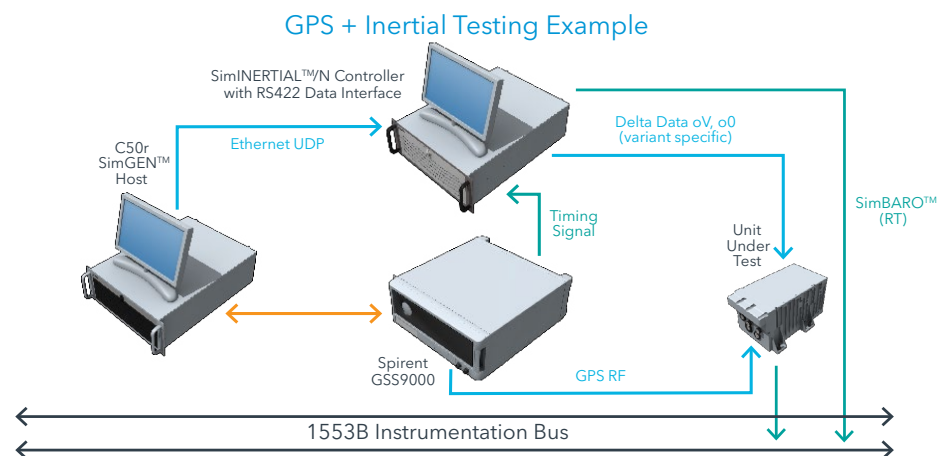 GPS + Inertial Testing Example
SimINERTIAL™/N Controller
with RS422 Data Interface
Ethernet UDP
C50r
SimGEN™
Host
Delta Data oV, o0
(variant specific)
SimBARO™
(RT)
Timing
Signal
Unit
Under
Test
Spirent
GSS9000
GPS RF
1553B Instrumentation Bus